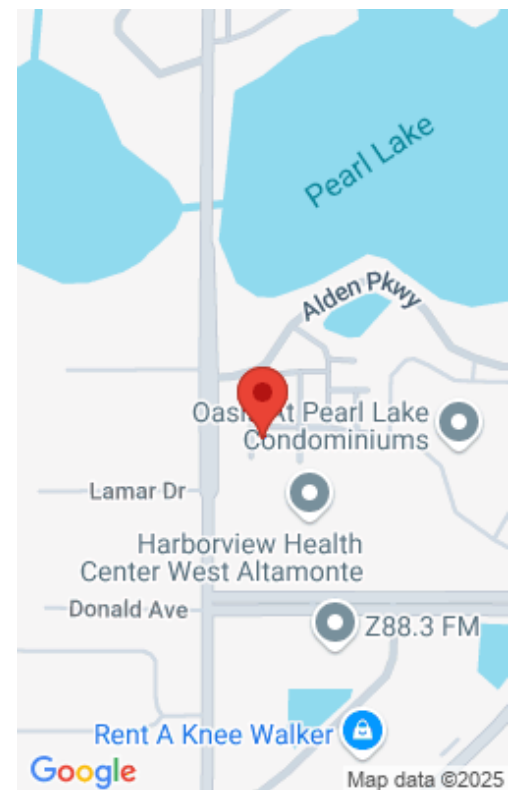 Pearl Lake
Alden Pkwy
Oasis At Pearl Lake
Condominiums
Lamar Dr
Harborview Health
Center West Altamonte
Donald Ave
Z88.3 FM
Rent A Knee Walker
Google
Map data ©2025